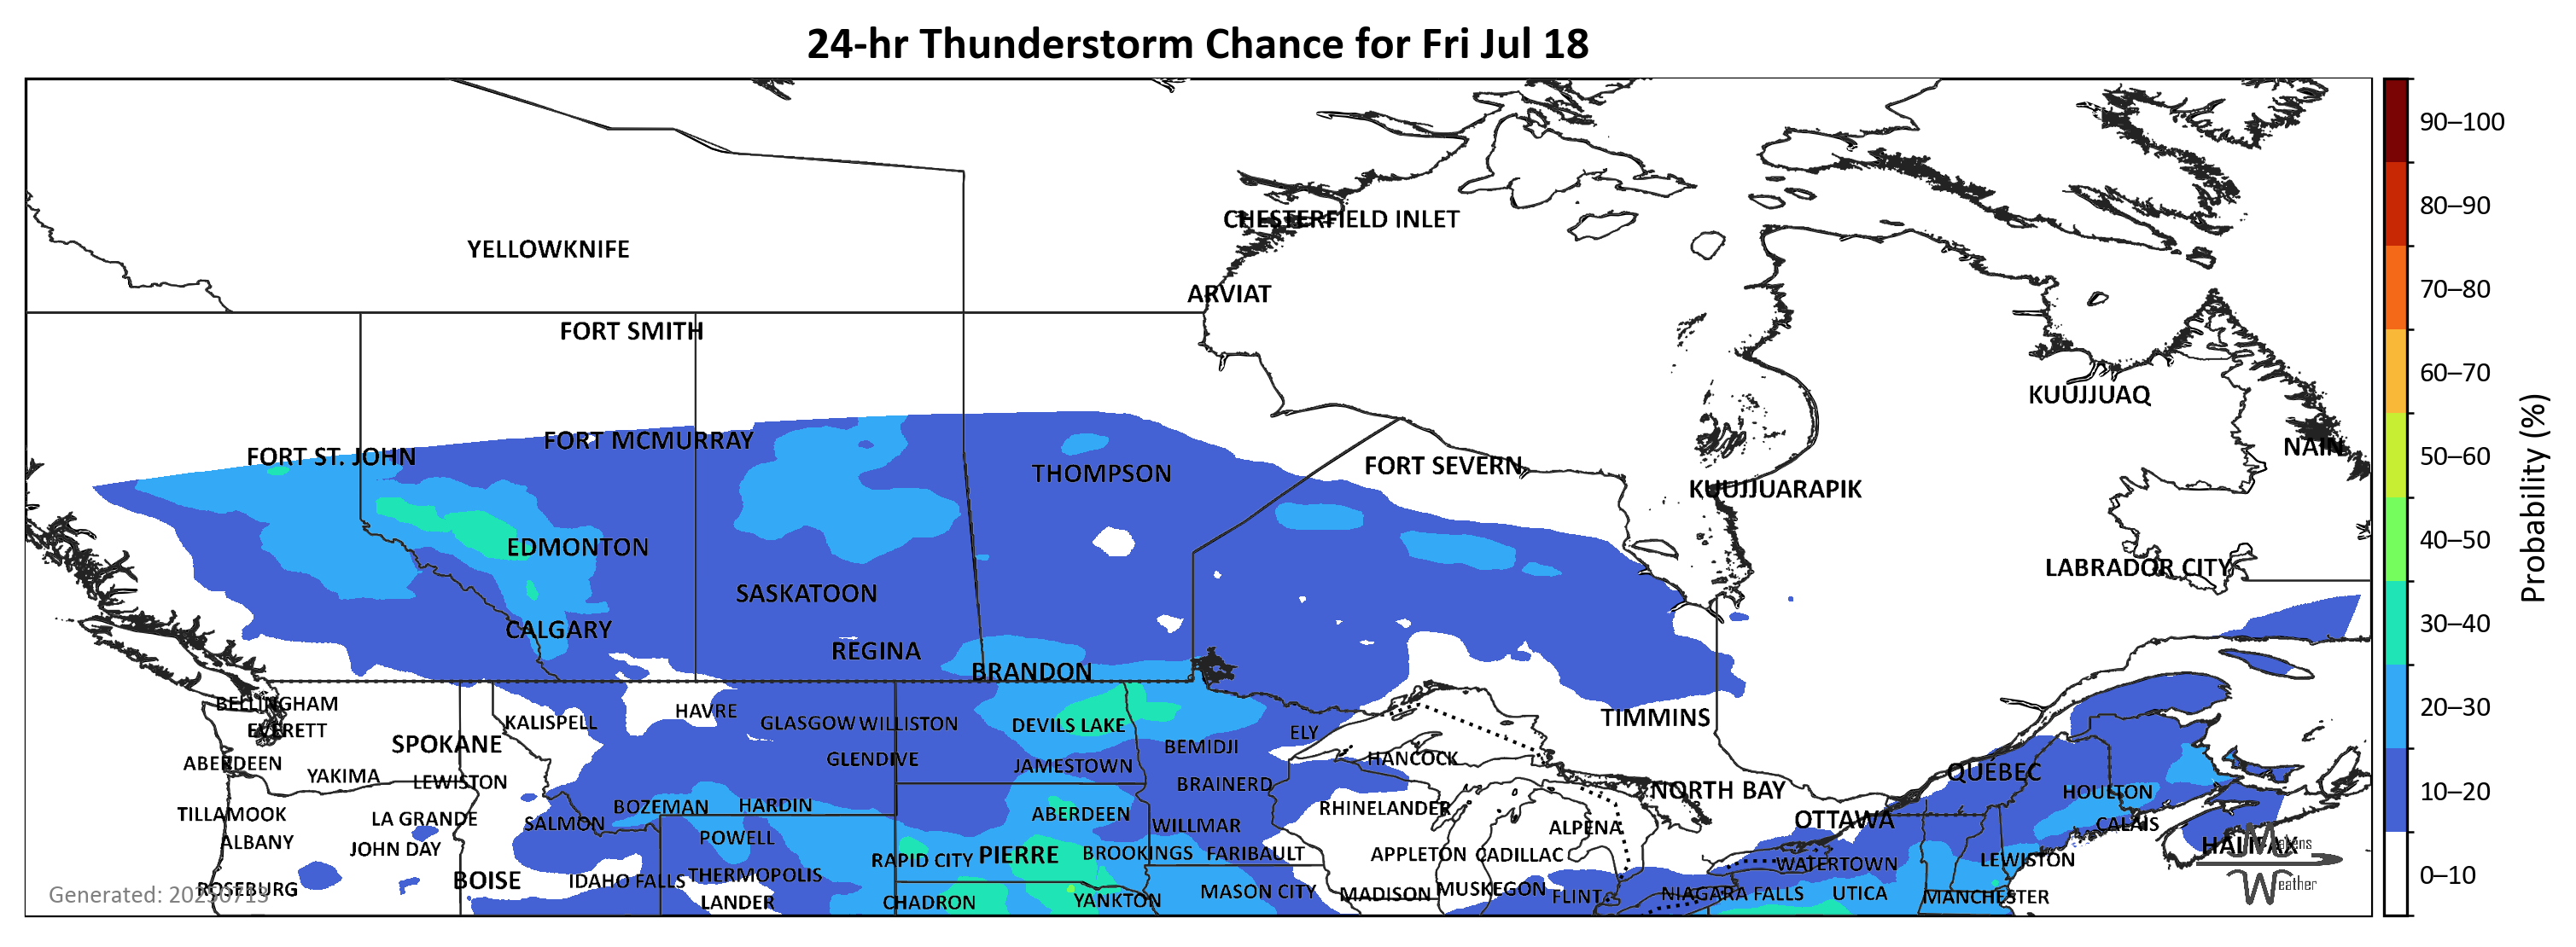 24-hr Thunderstorm Chance for Fri Jul 18
90–100
80–90
70–80
60–70
50–60
40–50
30–40
20–30
10–20
0–10
Probability (%)
CHESTERFIELD INLET
YELLOWKNIFE
ARVIAT
FORT SMITH
KUUJJUAQ
FORT MCMURRAY
NAIN
FORT ST. JOHN
FORT SEVERN
THOMPSON
KUUJJUARAPIK
EDMONTON
LABRADOR CITY
SASKATOON
CALGARY
REGINA
BRANDON
BELLINGHAM
HAVRE
TIMMINS
KALISPELL
GLASGOW
WILLISTON
DEVILS LAKE
EVERETT
ELY
SPOKANE
BEMIDJI
HANCOCK
GLENDIVE
ABERDEEN
JAMESTOWN
QUÉBEC
YAKIMA
LEWISTON
BRAINERD
NORTH BAY
HOULTON
BOZEMAN
HARDIN
RHINELANDER
TILLAMOOK
LA GRANDE
ABERDEEN
OTTAWA
SALMON
WILLMAR
ALPENA
CALAIS
ALBANY
POWELL
JOHN DAY
RAPID CITY
PIERRE
BROOKINGS
FARIBAULT
APPLETON
CADILLAC
HALIFAX
WATERTOWN
LEWISTON
BOISE
IDAHO FALLS
THERMOPOLIS
ROSEBURG
MASON CITY
MADISON
MUSKEGON
FLINT
NIAGARA FALLS
UTICA
MANCHESTER
LANDER
CHADRON
YANKTON
Generated: 20250713
Weather